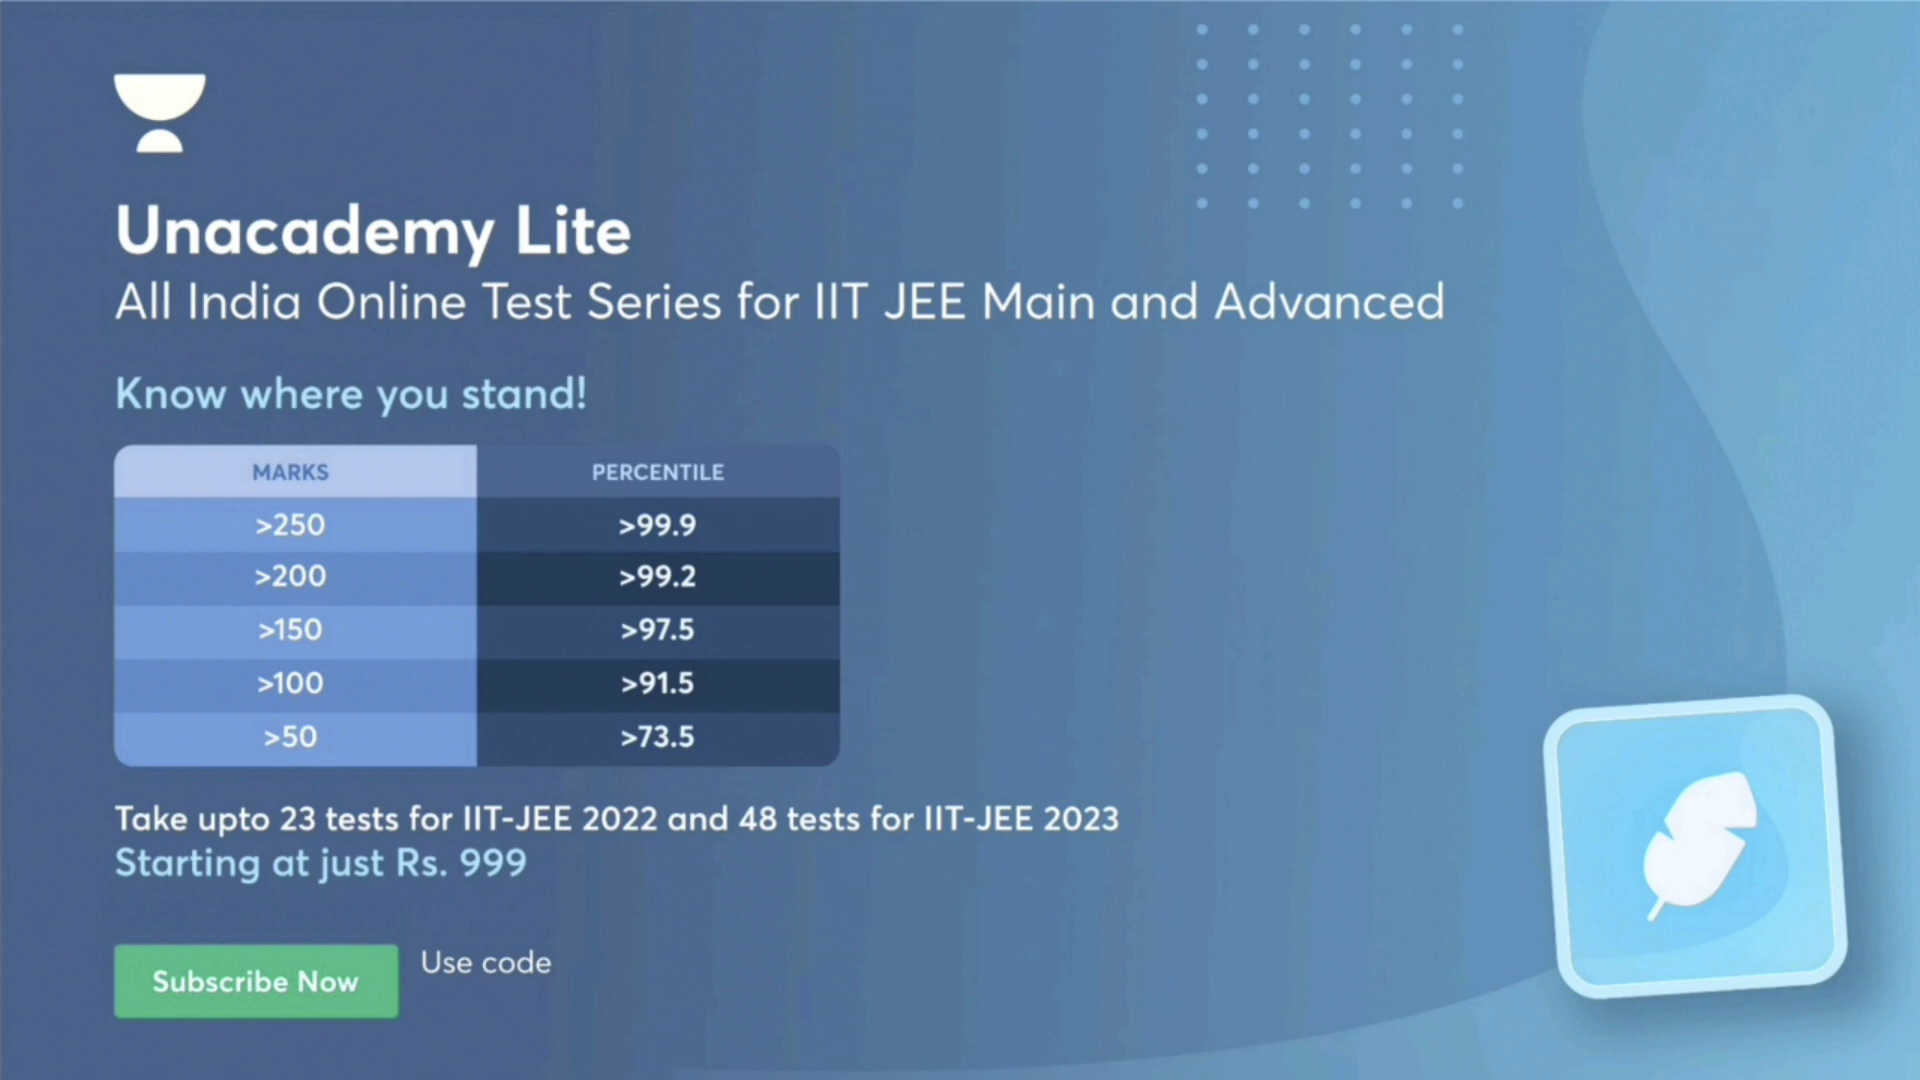 Unacademy Lite
All India Online Test Series for IIT JEE Main and Advanced
Know where you stand!
MARKS PERCENTILE
>250 >99.9
>200 >99.2
>150 >97.5
>100 >91.5
>50 >73.5
Take upto 23 tests for IIT-JEE 2022 and 48 tests for IIT-JEE 2023
Starting at just Rs. 999
Subscribe Now Use code